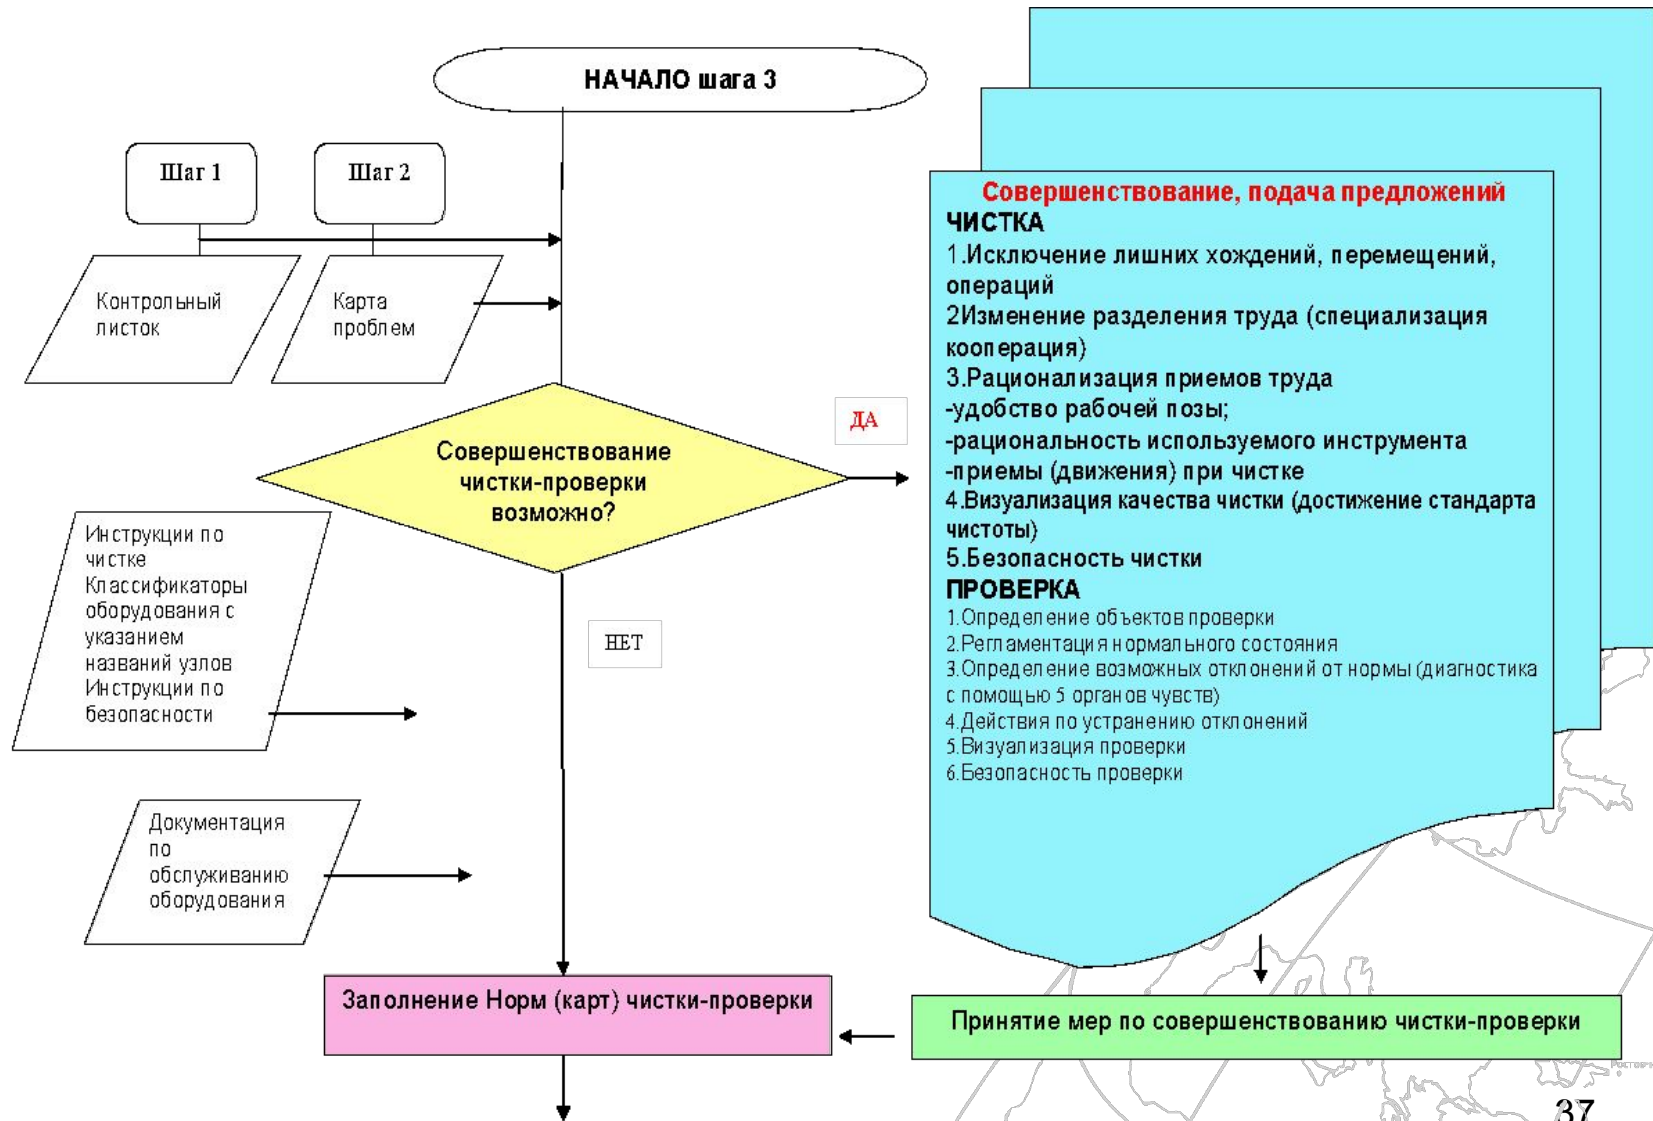 НАЧАЛО шага 3
Шаг 1
Шаг 2
Контрольный
листок
Карта
проблем
Совершенствование
чистки-проверки
возможно?
ДА
НЕТ
Инструкции по
чистке
Классификаторы
оборудования с
указанием
названий узлов
Инструкции по
безопасности
Документация
по
обслуживанию
оборудования
Заполнение Норм (карт) чистки-проверки
Совершенствование, подача предложений
ЧИСТКА
1.Исключение лишних хождений, перемещений,
операций
2Изменение разделения труда (специализация
кооперация)
3.Рационализация приемов труда
-удобство рабочей позы;
-рациональность используемого инструмента
-приемы (движения) при чистке
4.Визуализация качества чистки (достижение стандарта
чистоты)
5.Безопасность чистки
ПРОВЕРКА
1.Определение объектов проверки
2.Регламентация нормального состояния
3.Определение возможных отклонений от нормы (диагностика
с помощью 5 органов чувств)
4.Действия по устранению отклонений
5.Визуализация проверки
6.Безопасность проверки
Принятие мер по совершенствованию чистки-проверки
37